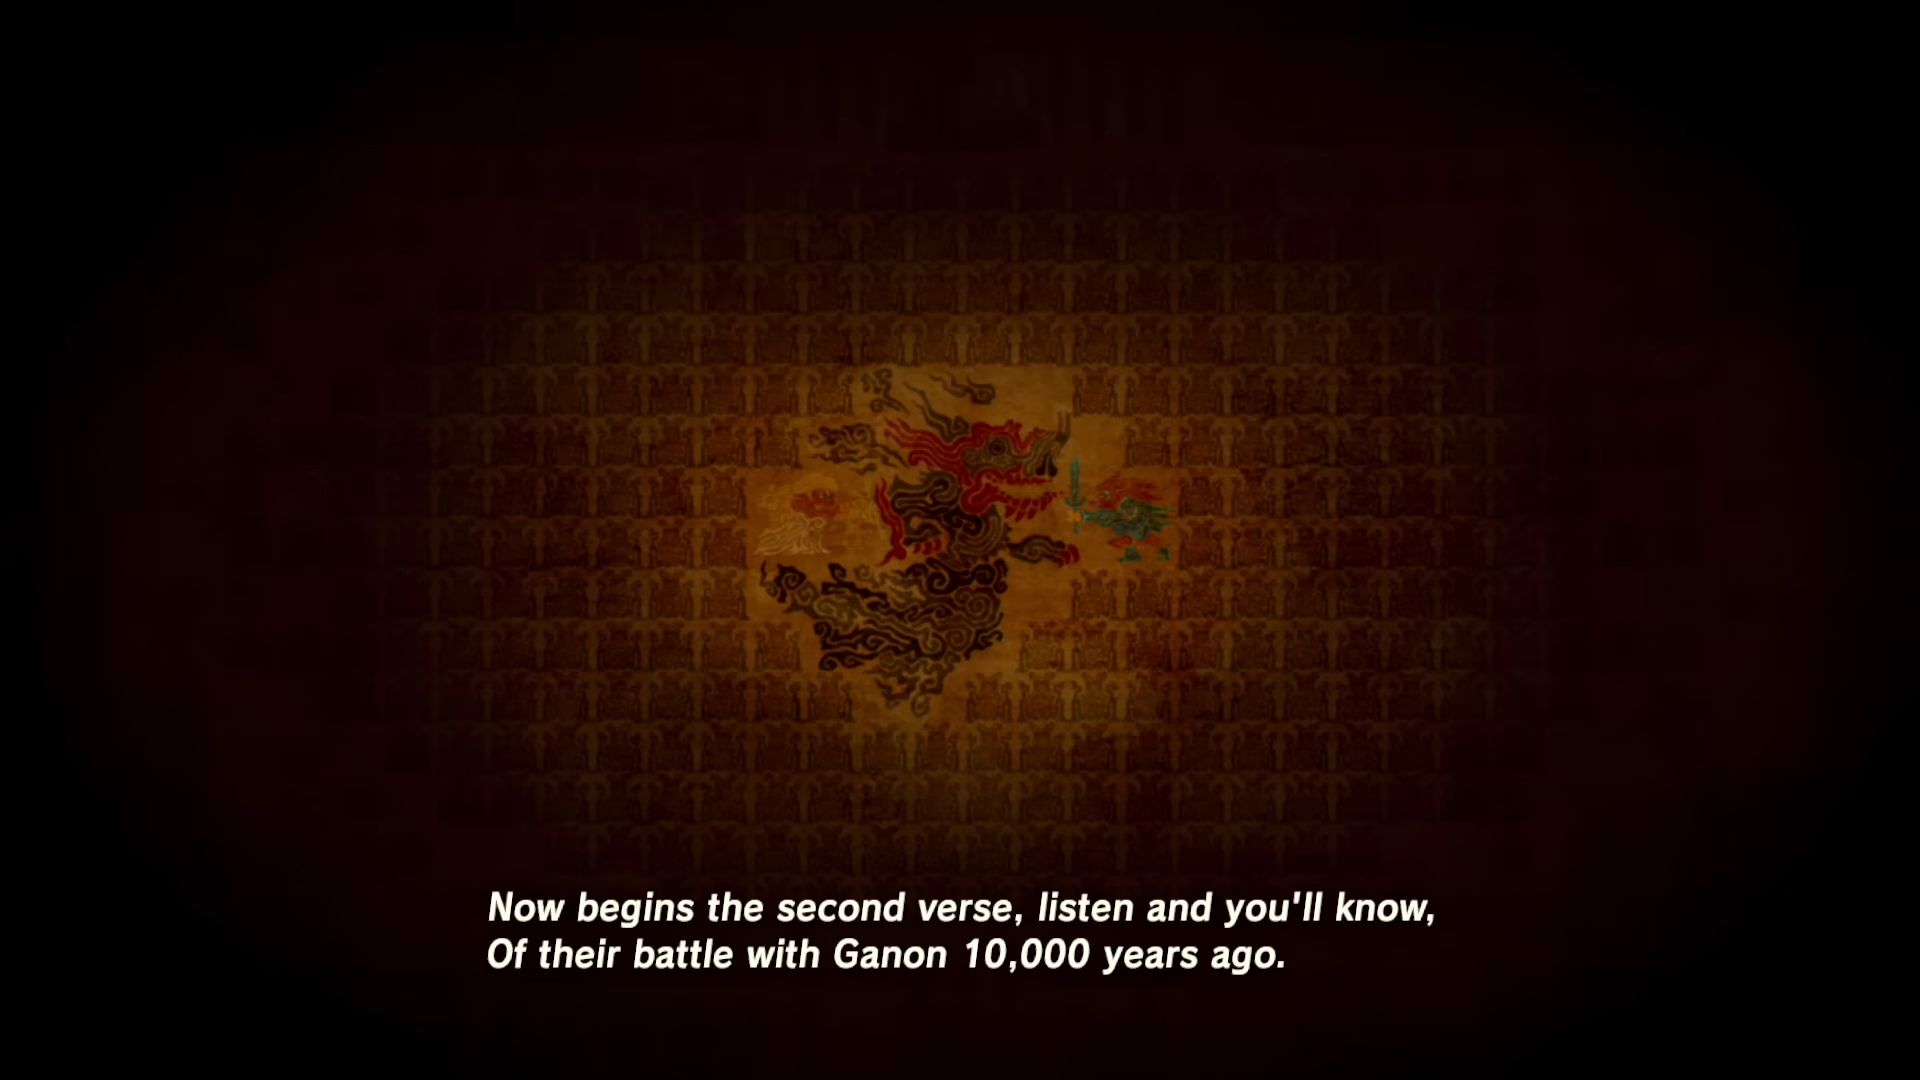 Now begins the second verse, listen and you'll know,
Of their battle with Ganon 10,000 years ago.